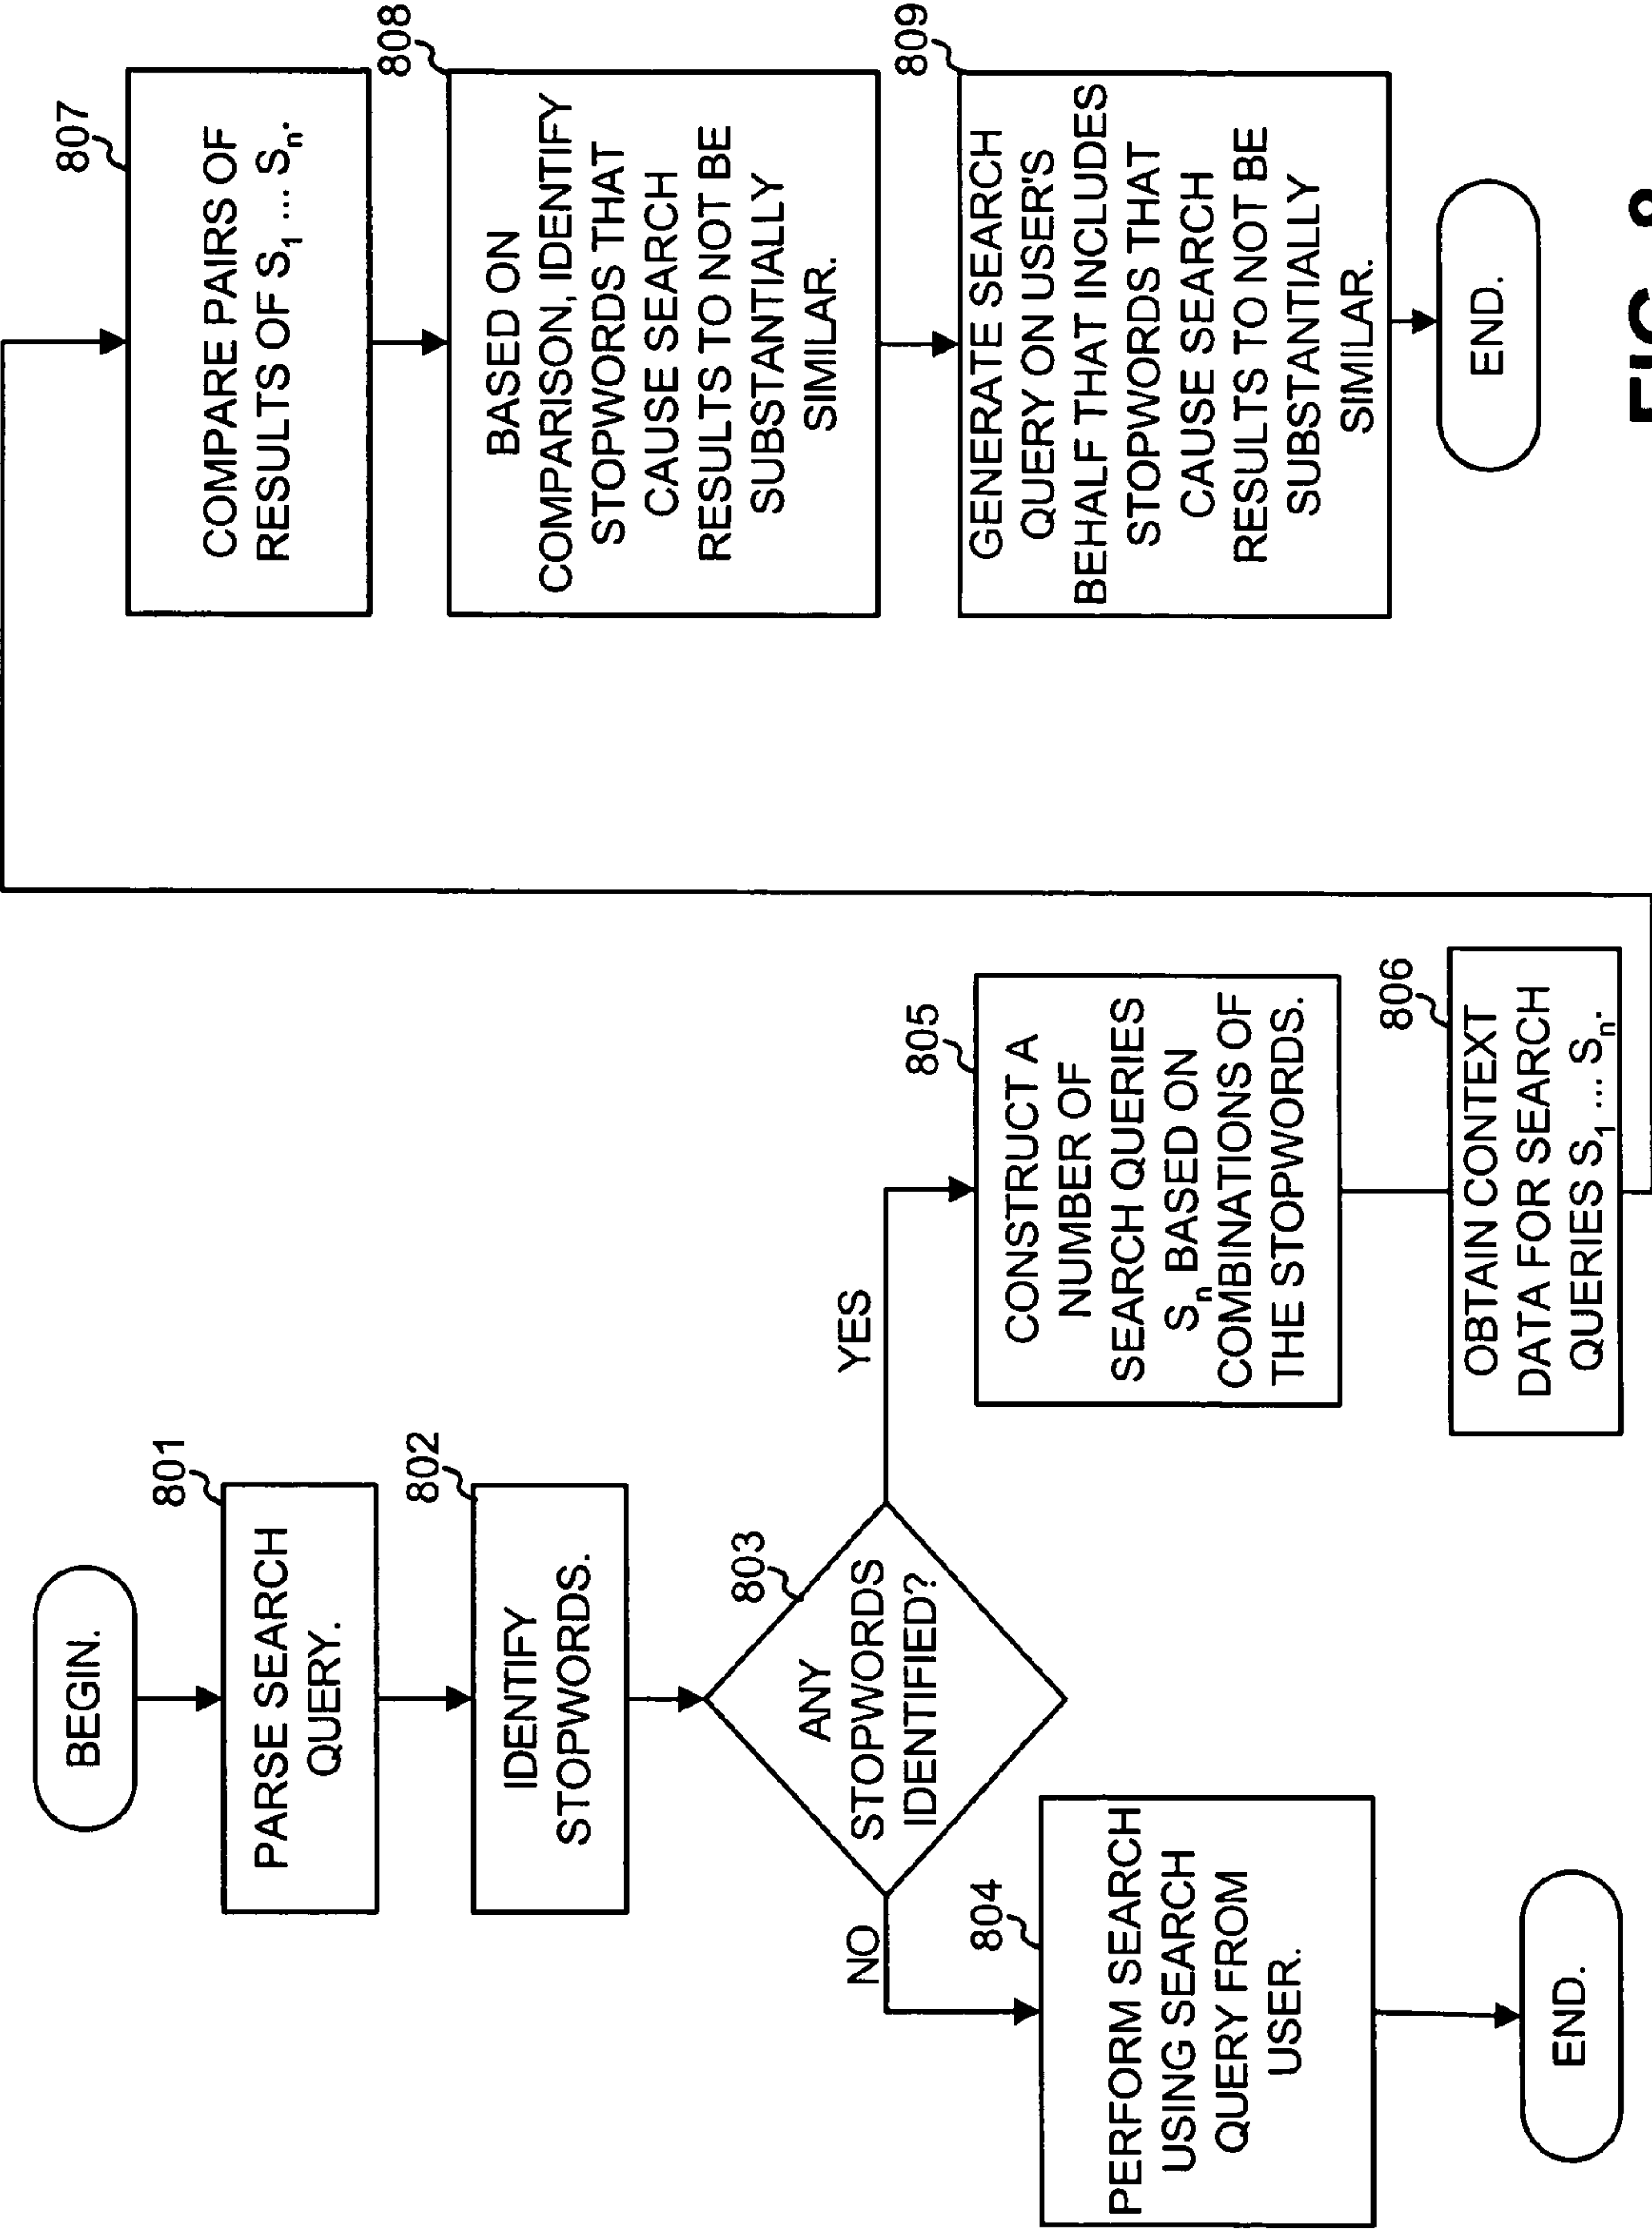 BEGIN.
801
PARSE SEARCH
QUERY.
802
IDENTIFY
STOPWORDS.
803
ANY
STOPWORDS
IDENTIFIED?
NO
804
PERFORM SEARCH
USING SEARCH
QUERY FROM
USER.
END.
YES
805
CONSTRUCT A
NUMBER OF
SEARCH QUERIES
Sn BASED ON
COMBINATIONS OF
THE STOPWORDS.
806
OBTAIN CONTEXT
DATA FOR SEARCH
QUERIES S1 ... Sn.
807
COMPARE PAIRS OF
RESULTS OF S1 ... Sn.
808
BASED ON
COMPARISON, IDENTIFY
STOPWORDS THAT
CAUSE SEARCH
RESULTS TO NOT BE
SUBSTANTIALLY
SIMILAR.
809
GENERATE SEARCH
QUERY ON USER'S
BEHALF THAT INCLUDES
STOPWORDS THAT
CAUSE SEARCH
RESULTS TO NOT BE
SUBSTANTIALLY
SIMILAR.
END.
FIG. 8